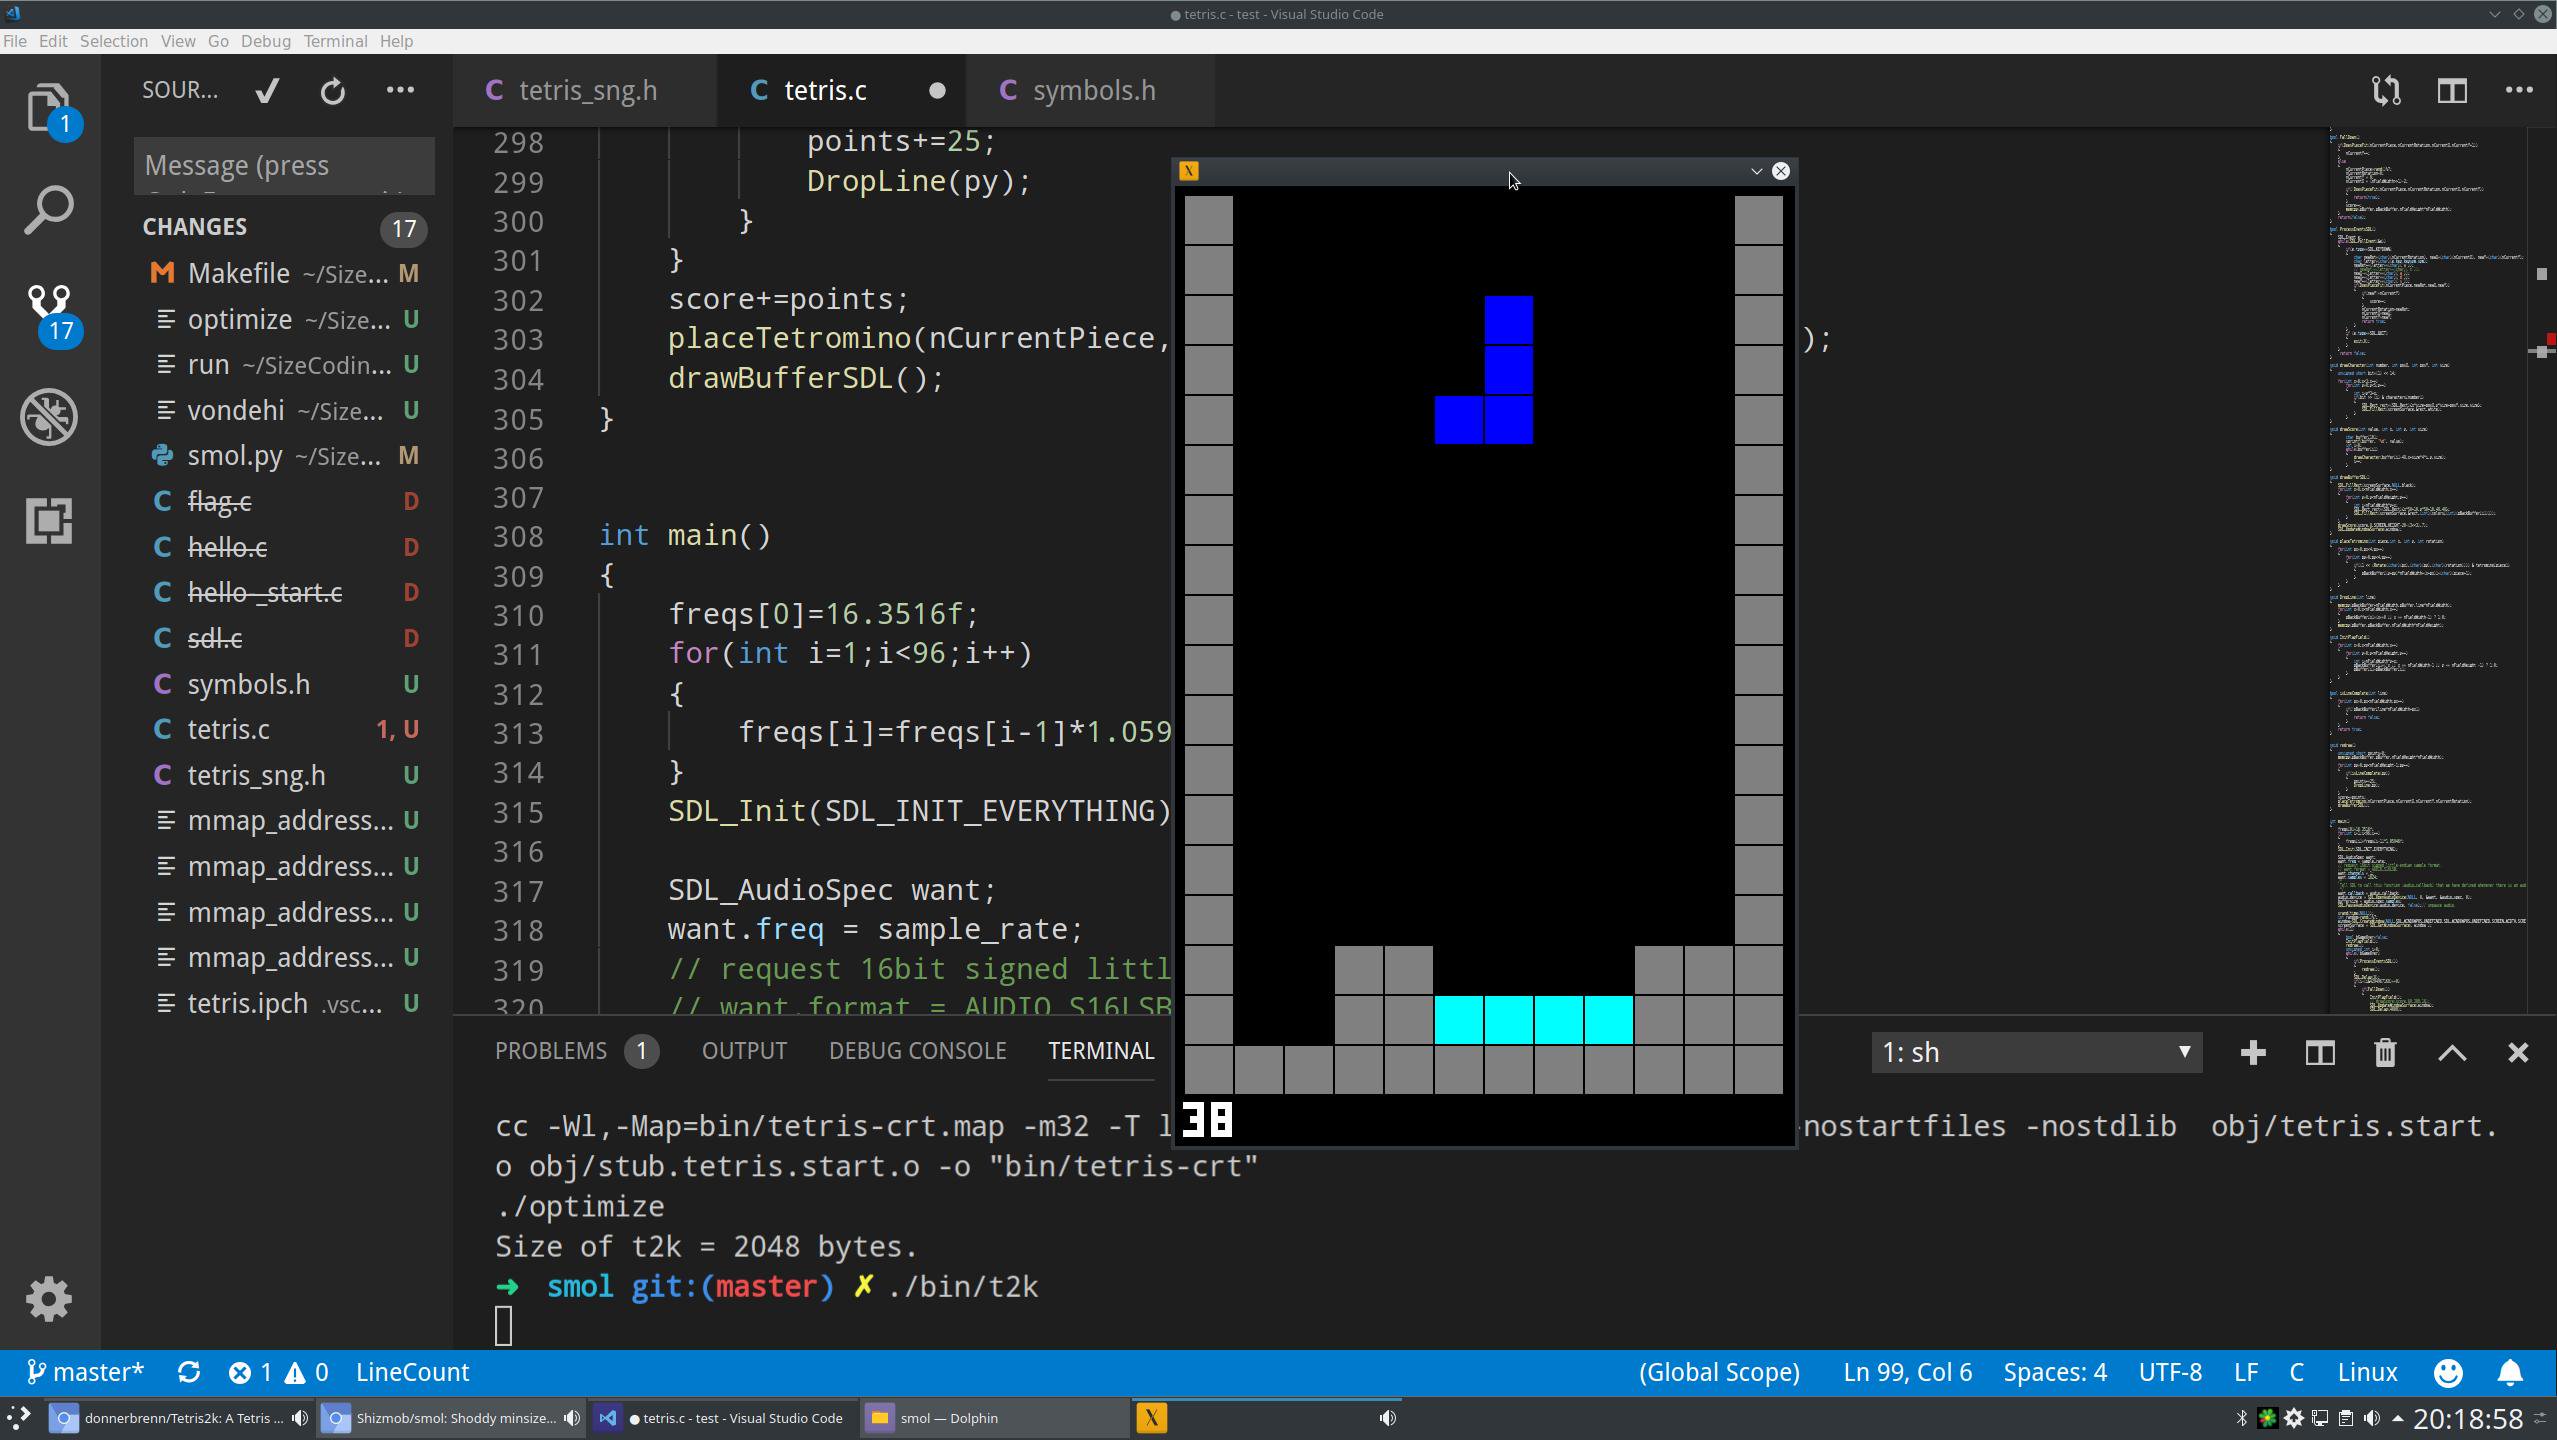 tetris.c - test - Visual Studio Code
File Edit Selection View Go Debug Terminal Help
SOUR...
tetris_sng.h
tetris.c
symbols.h
1
Message (press
CHANGES 17
Makefile ~/Size... M
optimize ~/Size... U
run ~/SizeCodin... U
vondehi ~/Size... U
smol.py ~/Size... M
flag.c D
hello.c D
hello-_start.c D
sdl.c D
symbols.h U
tetris.c 1, U
tetris_sng.h U
mmap_address... U
mmap_address... U
mmap_address... U
mmap_address... U
tetris.ipch .vsc... U
17
298 points+=25;
299 DropLine(py);
300 }
301 }
302 score+=points;
303 placeTetromino(nCurrentPiece, );
304 drawBufferSDL();
305 }
306
307
308 int main()
309 {
310 freqs[0]=16.3516f;
311 for(int i=1;i<96;i++)
312 {
313 freqs[i]=freqs[i-1]*1.059
314 }
315 SDL_Init(SDL_INIT_EVERYTHING)
316
317 SDL_AudioSpec want;
318 want.freq = sample_rate;
319 // request 16bit signed littl
320 // want.format = AUDIO_S16LSB
X
38
PROBLEMS 1 OUTPUT DEBUG CONSOLE TERMINAL
1: sh
cc -Wl,-Map=bin/tetris-crt.map -m32 -T l -nostartfiles -nostdlib obj/tetris.start.
o obj/stub.tetris.start.o -o "bin/tetris-crt"
./optimize
Size of t2k = 2048 bytes.
➜ smol git:(master) ✗ ./bin/t2k
master* 1 0 LineCount
(Global Scope) Ln 99, Col 6 Spaces: 4 UTF-8 LF C Linux
donnerbrenn/Tetris2k: A Tetris ...
Shizmob/smol: Shoddy minsize...
tetris.c - test - Visual Studio Code
smol — Dolphin
X
20:18:58